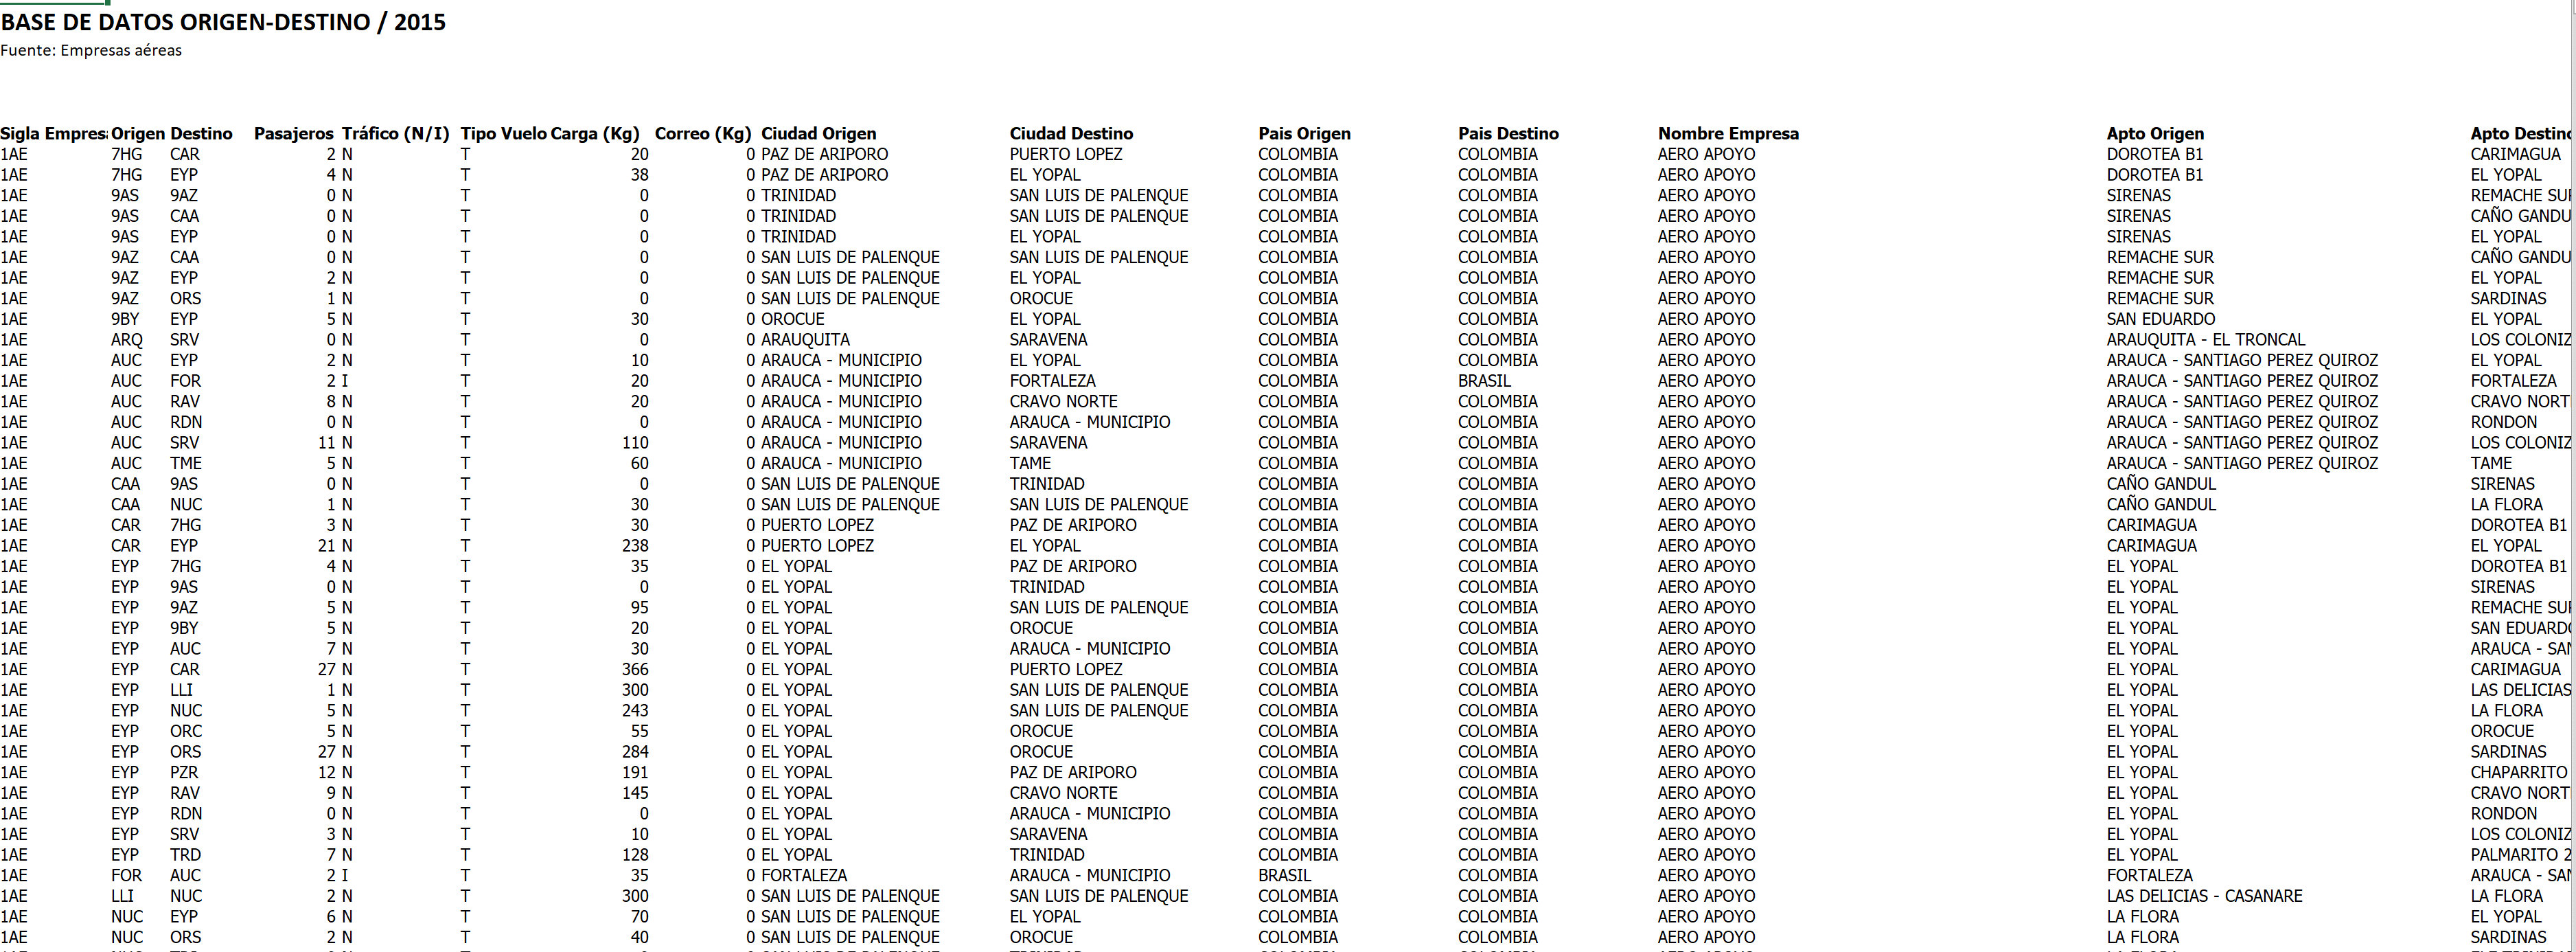 BASE DE DATOS ORIGEN-DESTINO / 2015
Fuente: Empresas aéreas
Sigla Empres Origen Destino Pasajeros Tráfico (N/I) Tipo Vuelo Carga (Kg) Correo (Kg) Ciudad Origen Ciudad Destino Pais Origen Pais Destino Nombre Empresa Apto Origen Apto Destino
1AE 7HG CAR 2 N T 20 0 PAZ DE ARIPORO PUERTO LOPEZ COLOMBIA COLOMBIA AERO APOYO DOROTEA B1 CARIMAGUA
1AE 7HG EYP 4 N T 38 0 PAZ DE ARIPORO EL YOPAL COLOMBIA COLOMBIA AERO APOYO DOROTEA B1 EL YOPAL
1AE 9AS 9AZ 0 N T 0 0 TRINIDAD SAN LUIS DE PALENQUE COLOMBIA COLOMBIA AERO APOYO SIRENAS REMACHE SU
1AE 9AS CAA 0 N T 0 0 TRINIDAD SAN LUIS DE PALENQUE COLOMBIA COLOMBIA AERO APOYO SIRENAS CAÑO GANDU
1AE 9AS EYP 0 N T 0 0 TRINIDAD EL YOPAL COLOMBIA COLOMBIA AERO APOYO SIRENAS EL YOPAL
1AE 9AZ CAA 0 N T 0 0 SAN LUIS DE PALENQUE SAN LUIS DE PALENQUE COLOMBIA COLOMBIA AERO APOYO REMACHE SUR CAÑO GANDU
1AE 9AZ EYP 2 N T 0 0 SAN LUIS DE PALENQUE EL YOPAL COLOMBIA COLOMBIA AERO APOYO REMACHE SUR EL YOPAL
1AE 9AZ ORS 1 N T 0 0 SAN LUIS DE PALENQUE OROCUE COLOMBIA COLOMBIA AERO APOYO REMACHE SUR SARDINAS
1AE 9BY EYP 5 N T 30 0 OROCUE EL YOPAL COLOMBIA COLOMBIA AERO APOYO SAN EDUARDO EL YOPAL
1AE ARQ SRV 0 N T 0 0 ARAUQUITA SARAVENA COLOMBIA COLOMBIA AERO APOYO ARAUQUITA - EL TRONCAL LOS COLONIZ
1AE AUC EYP 2 N T 10 0 ARAUCA - MUNICIPIO EL YOPAL COLOMBIA COLOMBIA AERO APOYO ARAUCA - SANTIAGO PEREZ QUIROZ EL YOPAL
1AE AUC FOR 2 I T 20 0 ARAUCA - MUNICIPIO FORTALEZA COLOMBIA BRASIL AERO APOYO ARAUCA - SANTIAGO PEREZ QUIROZ FORTALEZA
1AE AUC RAV 8 N T 20 0 ARAUCA - MUNICIPIO CRAVO NORTE COLOMBIA COLOMBIA AERO APOYO ARAUCA - SANTIAGO PEREZ QUIROZ CRAVO NORT
1AE AUC RDN 0 N T 0 0 ARAUCA - MUNICIPIO ARAUCA - MUNICIPIO COLOMBIA COLOMBIA AERO APOYO ARAUCA - SANTIAGO PEREZ QUIROZ RONDON
1AE AUC SRV 11 N T 110 0 ARAUCA - MUNICIPIO SARAVENA COLOMBIA COLOMBIA AERO APOYO ARAUCA - SANTIAGO PEREZ QUIROZ LOS COLONIZ
1AE AUC TME 5 N T 60 0 ARAUCA - MUNICIPIO TAME COLOMBIA COLOMBIA AERO APOYO ARAUCA - SANTIAGO PEREZ QUIROZ TAME
1AE CAA 9AS 0 N T 0 0 SAN LUIS DE PALENQUE TRINIDAD COLOMBIA COLOMBIA AERO APOYO CAÑO GANDUL SIRENAS
1AE CAA NUC 1 N T 30 0 SAN LUIS DE PALENQUE SAN LUIS DE PALENQUE COLOMBIA COLOMBIA AERO APOYO CAÑO GANDUL LA FLORA
1AE CAR 7HG 3 N T 30 0 PUERTO LOPEZ PAZ DE ARIPORO COLOMBIA COLOMBIA AERO APOYO CARIMAGUA DOROTEA B1
1AE CAR EYP 21 N T 238 0 PUERTO LOPEZ EL YOPAL COLOMBIA COLOMBIA AERO APOYO CARIMAGUA EL YOPAL
1AE EYP 7HG 4 N T 35 0 EL YOPAL PAZ DE ARIPORO COLOMBIA COLOMBIA AERO APOYO EL YOPAL DOROTEA B1
1AE EYP 9AS 0 N T 0 0 EL YOPAL TRINIDAD COLOMBIA COLOMBIA AERO APOYO EL YOPAL SIRENAS
1AE EYP 9AZ 5 N T 95 0 EL YOPAL SAN LUIS DE PALENQUE COLOMBIA COLOMBIA AERO APOYO EL YOPAL REMACHE SU
1AE EYP 9BY 5 N T 20 0 EL YOPAL OROCUE COLOMBIA COLOMBIA AERO APOYO EL YOPAL SAN EDUARD
1AE EYP AUC 7 N T 30 0 EL YOPAL ARAUCA - MUNICIPIO COLOMBIA COLOMBIA AERO APOYO EL YOPAL ARAUCA - SAN
1AE EYP CAR 27 N T 366 0 EL YOPAL PUERTO LOPEZ COLOMBIA COLOMBIA AERO APOYO EL YOPAL CARIMAGUA
1AE EYP LLI 1 N T 300 0 EL YOPAL SAN LUIS DE PALENQUE COLOMBIA COLOMBIA AERO APOYO EL YOPAL LAS DELICIAS
1AE EYP NUC 5 N T 243 0 EL YOPAL SAN LUIS DE PALENQUE COLOMBIA COLOMBIA AERO APOYO EL YOPAL LA FLORA
1AE EYP ORC 5 N T 55 0 EL YOPAL OROCUE COLOMBIA COLOMBIA AERO APOYO EL YOPAL OROCUE
1AE EYP ORS 27 N T 284 0 EL YOPAL OROCUE COLOMBIA COLOMBIA AERO APOYO EL YOPAL SARDINAS
1AE EYP PZR 12 N T 191 0 EL YOPAL PAZ DE ARIPORO COLOMBIA COLOMBIA AERO APOYO EL YOPAL CHAPARRITO
1AE EYP RAV 9 N T 145 0 EL YOPAL CRAVO NORTE COLOMBIA COLOMBIA AERO APOYO EL YOPAL CRAVO NORT
1AE EYP RDN 0 N T 0 0 EL YOPAL ARAUCA - MUNICIPIO COLOMBIA COLOMBIA AERO APOYO EL YOPAL RONDON
1AE EYP SRV 3 N T 10 0 EL YOPAL SARAVENA COLOMBIA COLOMBIA AERO APOYO EL YOPAL LOS COLONIZ
1AE EYP TRD 7 N T 128 0 EL YOPAL TRINIDAD COLOMBIA COLOMBIA AERO APOYO EL YOPAL PALMARITO 2
1AE FOR AUC 2 I T 35 0 FORTALEZA ARAUCA - MUNICIPIO BRASIL COLOMBIA AERO APOYO FORTALEZA ARAUCA - SAN
1AE LLI NUC 2 N T 300 0 SAN LUIS DE PALENQUE SAN LUIS DE PALENQUE COLOMBIA COLOMBIA AERO APOYO LAS DELICIAS - CASANARE LA FLORA
1AE NUC EYP 6 N T 70 0 SAN LUIS DE PALENQUE EL YOPAL COLOMBIA COLOMBIA AERO APOYO LA FLORA EL YOPAL
1AE NUC ORS 2 N T 40 0 SAN LUIS DE PALENQUE OROCUE COLOMBIA COLOMBIA AERO APOYO LA FLORA SARDINAS